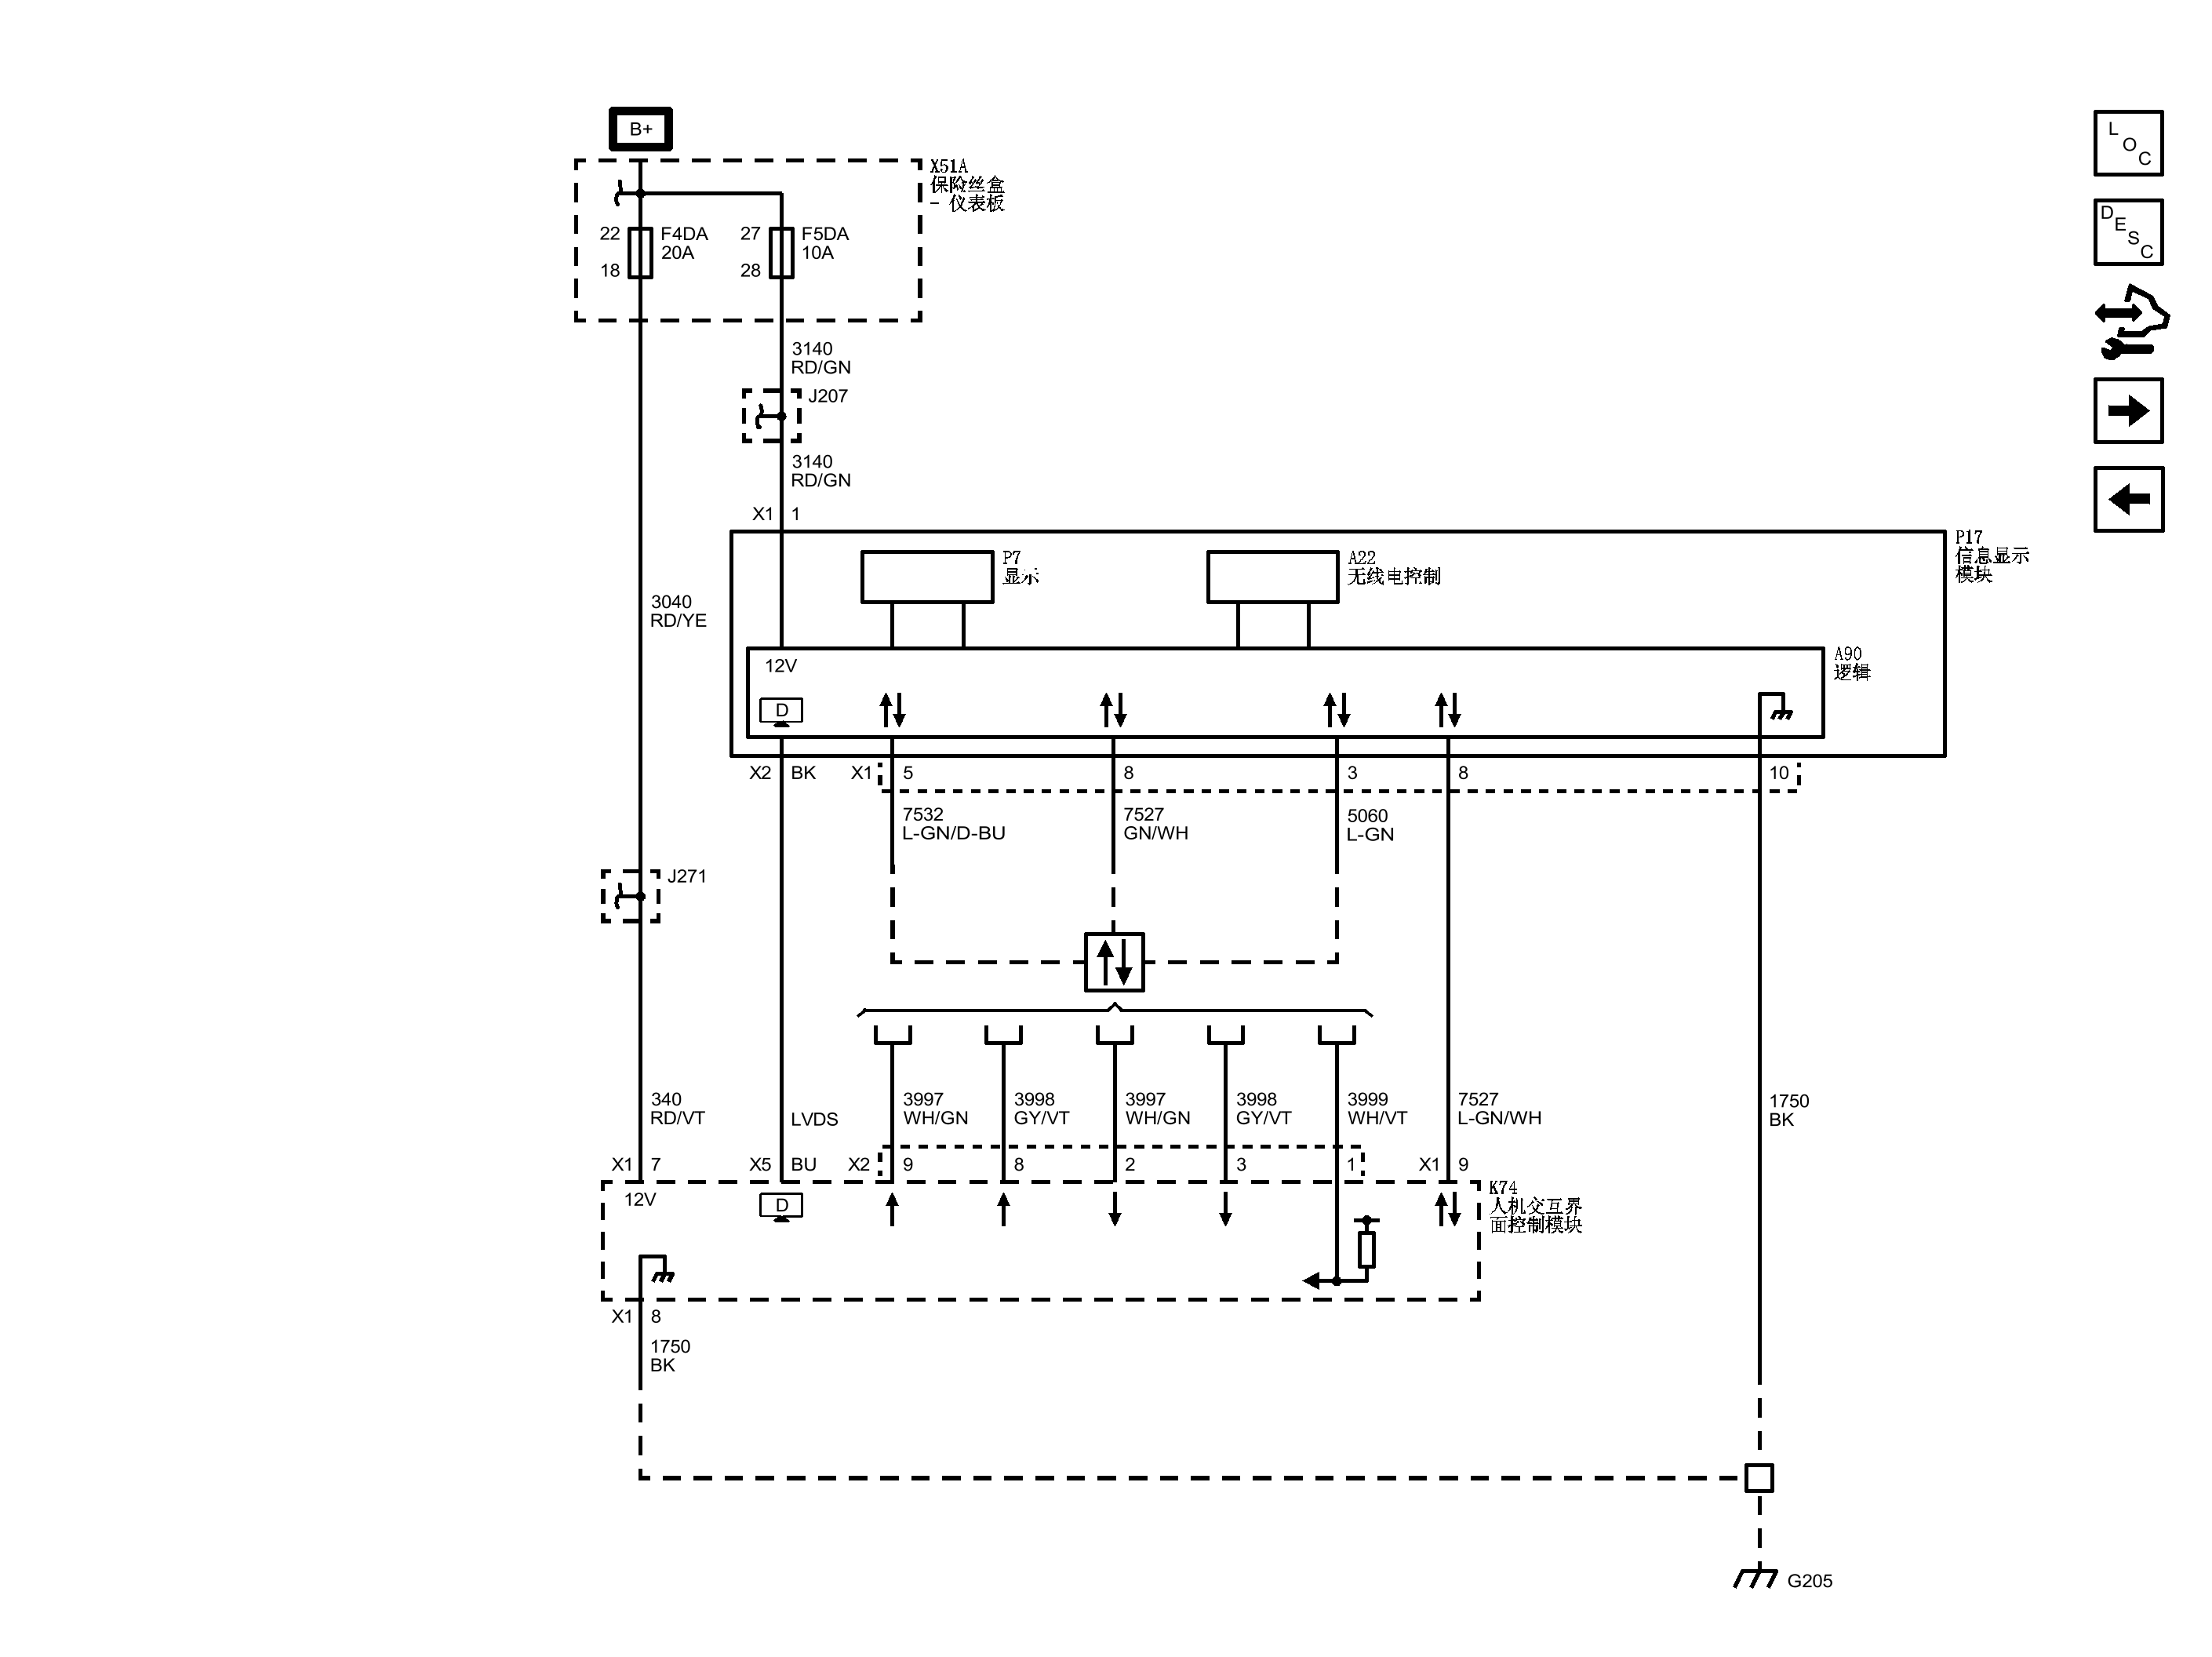 B+
X51A
保险丝盒
- 仪表板
22
F4DA
20A
18
27
F5DA
10A
28
3140
RD/GN
J207
3140
RD/GN
X1 1
P17
信息显示
模块
P7
显示
A22
无线电控制
3040
RD/YE
A90
逻辑
12V
D
X2 BK
X1 5
8
3
8
10
7532
L-GN/D-BU
7527
GN/WH
5060
L-GN
J271
340
RD/VT
LVDS
3997
WH/GN
3998
GY/VT
3997
WH/GN
3998
GY/VT
3999
WH/VT
7527
L-GN/WH
1750
BK
X1 7
X5 BU
X2 9
8
2
3
1
X1 9
12V
D
K74
人机交互界
面控制模块
X1 8
1750
BK
G205
LOC
DESC